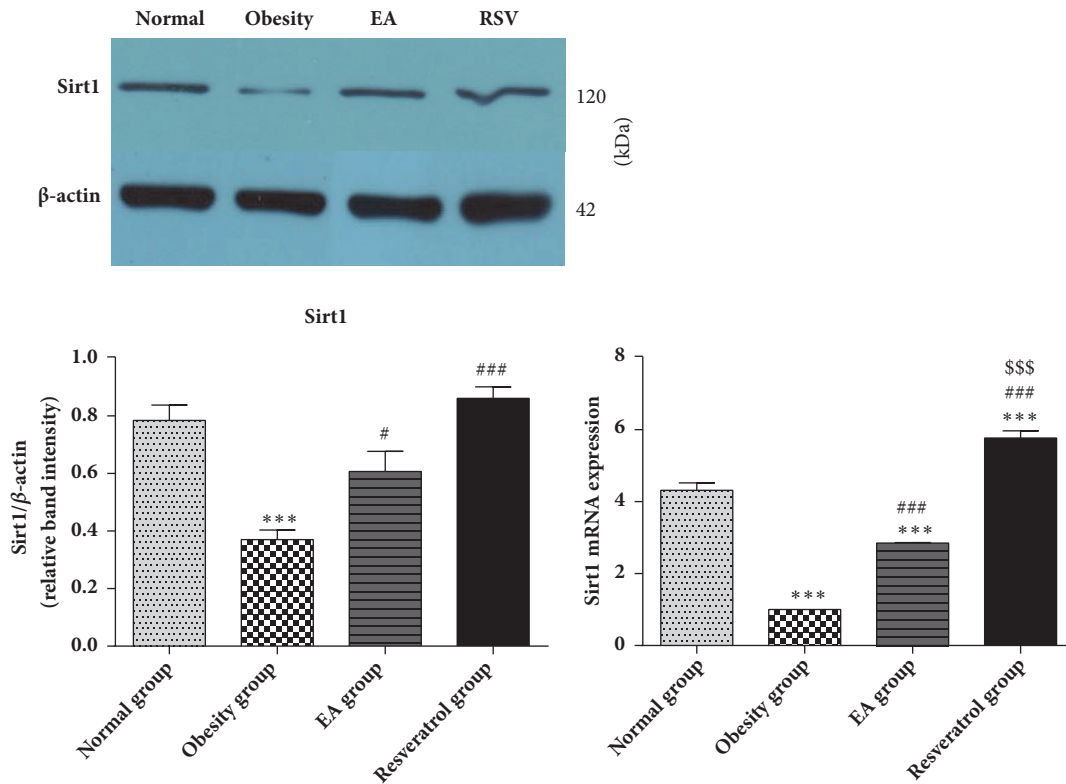 Normal Obesity EA RSV
Sirt1
120
(kDa)
β-actin
42
Sirt1
1.0
0.8
0.6
0.4
0.2
0.0
Sirt1/β-actin
(relative band intensity)
***
#
###
Normal group
Obesity group
EA group
Resveratrol group
8
6
4
2
0
Sirt1 mRNA expression
***
###
***
$$$
###
***
Normal group
Obesity group
EA group
Resveratrol group